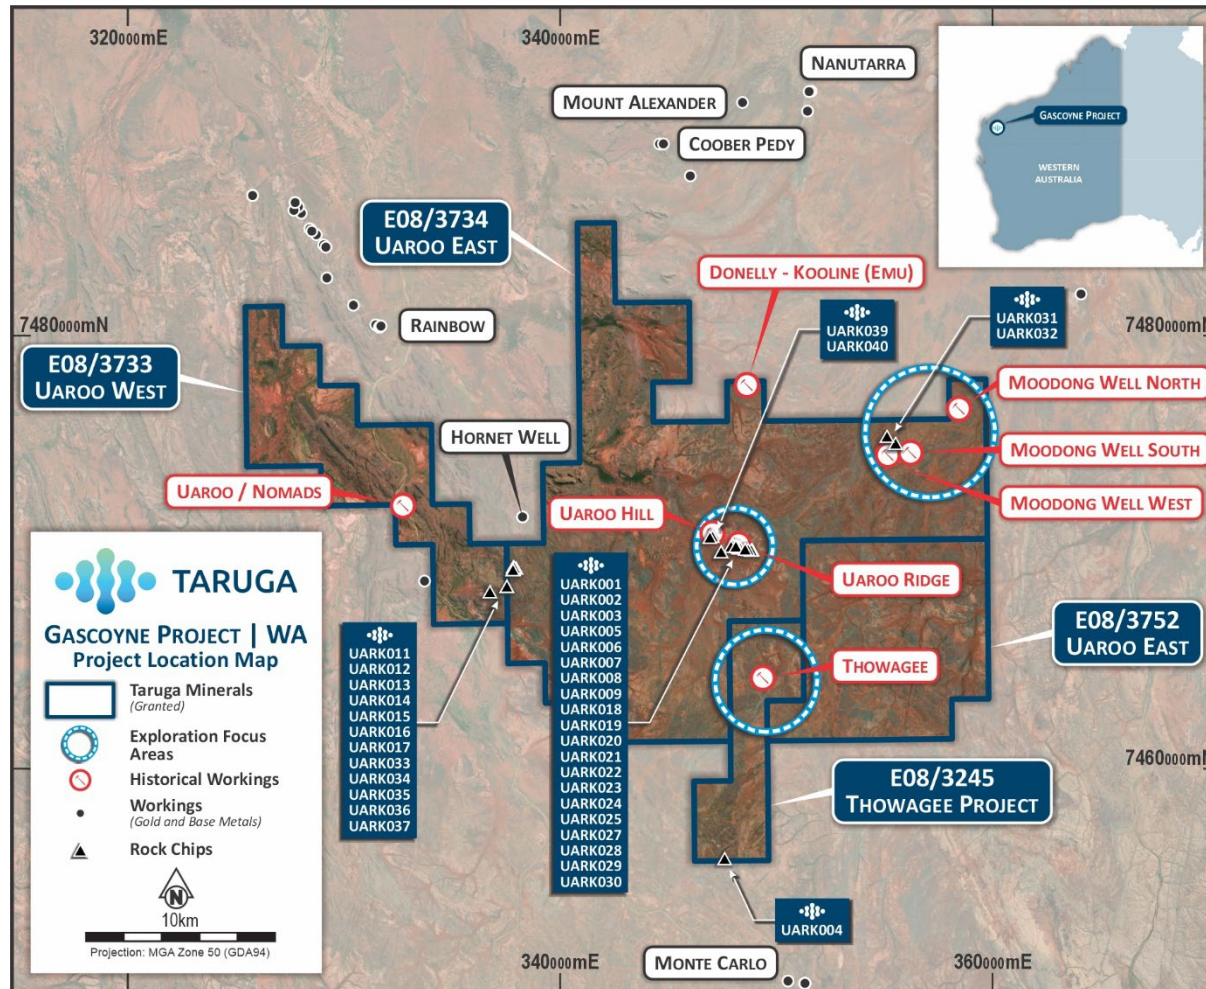 320000mE
340000mE
NANUTARRA
MOUNT ALEXANDER
COOBER PEDY
GASCOYNE PROJECT
WESTERN
AUSTRALIA
E08/3734
UAROO EAST
DONELLY - KOOLINE (EMU)
UARK039
UARK040
UARK031
UARK032
7480000mN
RAINBOW
7480000mN
E08/3733
UAROO WEST
MOODONG WELL NORTH
HORNET WELL
MOODONG WELL SOUTH
UAROO / NOMADS
MOODONG WELL WEST
UAROO HILL
UAROO RIDGE
E08/3752
UAROO EAST
THOWAGEE
UARK001
UARK002
UARK003
UARK005
UARK006
UARK007
UARK008
UARK009
UARK018
UARK019
UARK020
UARK021
UARK022
UARK023
UARK024
UARK025
UARK027
UARK028
UARK029
UARK030
UARK011
UARK012
UARK013
UARK014
UARK015
UARK016
UARK017
UARK033
UARK034
UARK035
UARK036
UARK037
7460000mN
E08/3245
THOWAGEE PROJECT
UARK004
MONTE CARLO
340000mE
360000mE
TARUGA
GASCOYNE PROJECT | WA
Project Location Map
Taruga Minerals
(Granted)
Exploration Focus
Areas
Historical Workings
Workings
(Gold and Base Metals)
Rock Chips
N
10km
Projection: MGA Zone 50 (GDA94)